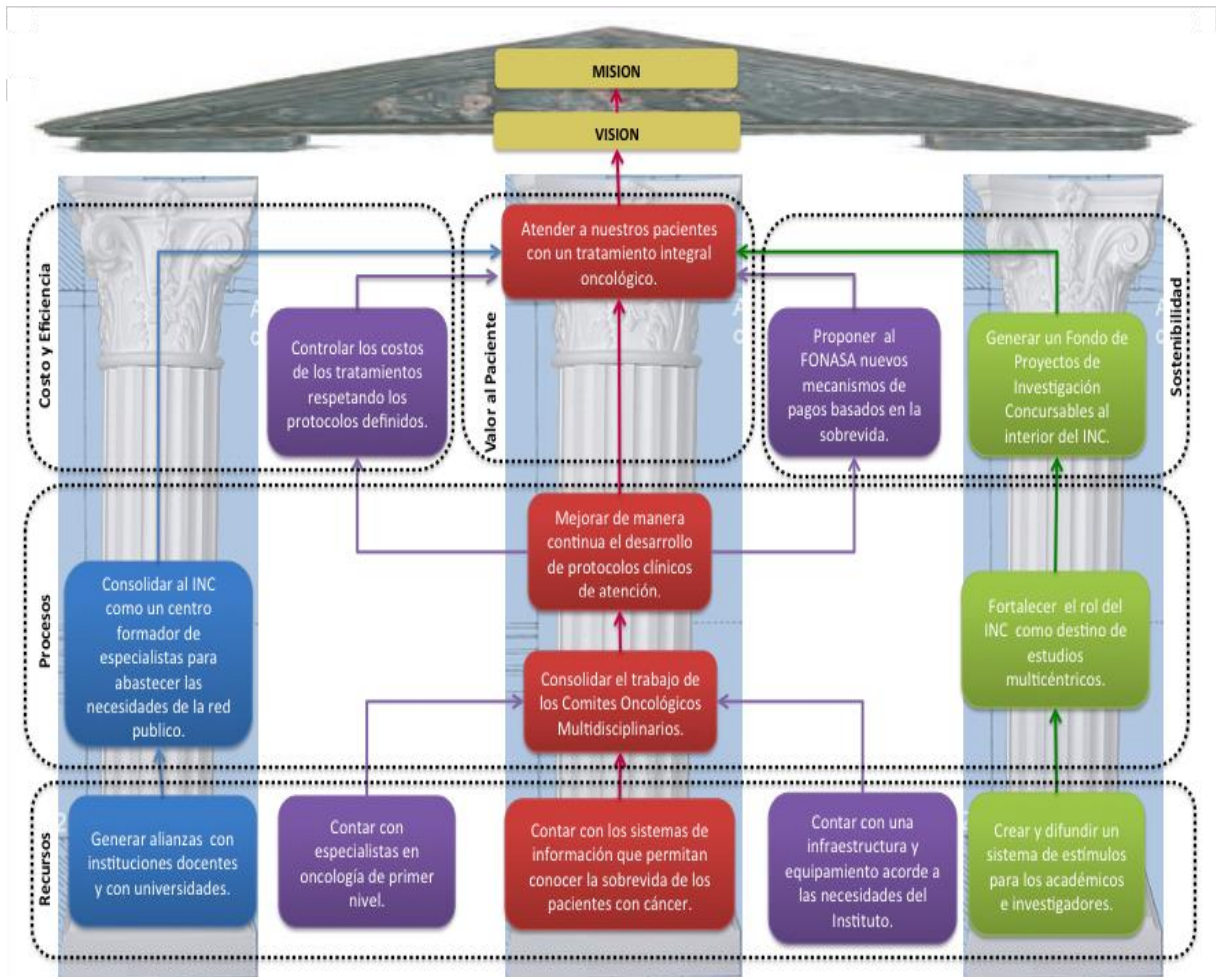 MISION
VISION
Costo y Eficiencia
Controlar los costos
de los tratamientos
respetando los
protocolos definidos.
Valor al Paciente
Atender a nuestros pacientes
con un tratamiento integral
oncológico.
Proponer al
FONASA nuevos
mecanismos de
pagos basados en la
sobrevida.
Generar un Fondo de
Proyectos de
Investigación
Concursables al
interior del INC.
Sostenibilidad
Procesos
Consolidar al INC
como un centro
formador de
especialistas para
abastecer las
necesidades de la red
publico.
Mejorar de manera
continua el desarrollo
de protocolos clínicos
de atención.
Consolidar el trabajo de
los Comites Oncológicos
Multidisciplinarios.
Fortalecer el rol del
INC como destino de
estudios
multicéntricos.
Recursos
Generar alianzas con
instituciones docentes
y con universidades.
Contar con
especialistas en
oncología de primer
nivel.
Contar con los sistemas de
información que permitan
conocer la sobrevida de los
pacientes con cáncer.
Contar con una
infraestructura y
equipamiento acorde a
las necesidades del
Instituto.
Crear y difundir un
sistema de estímulos
para los académicos
e investigadores.